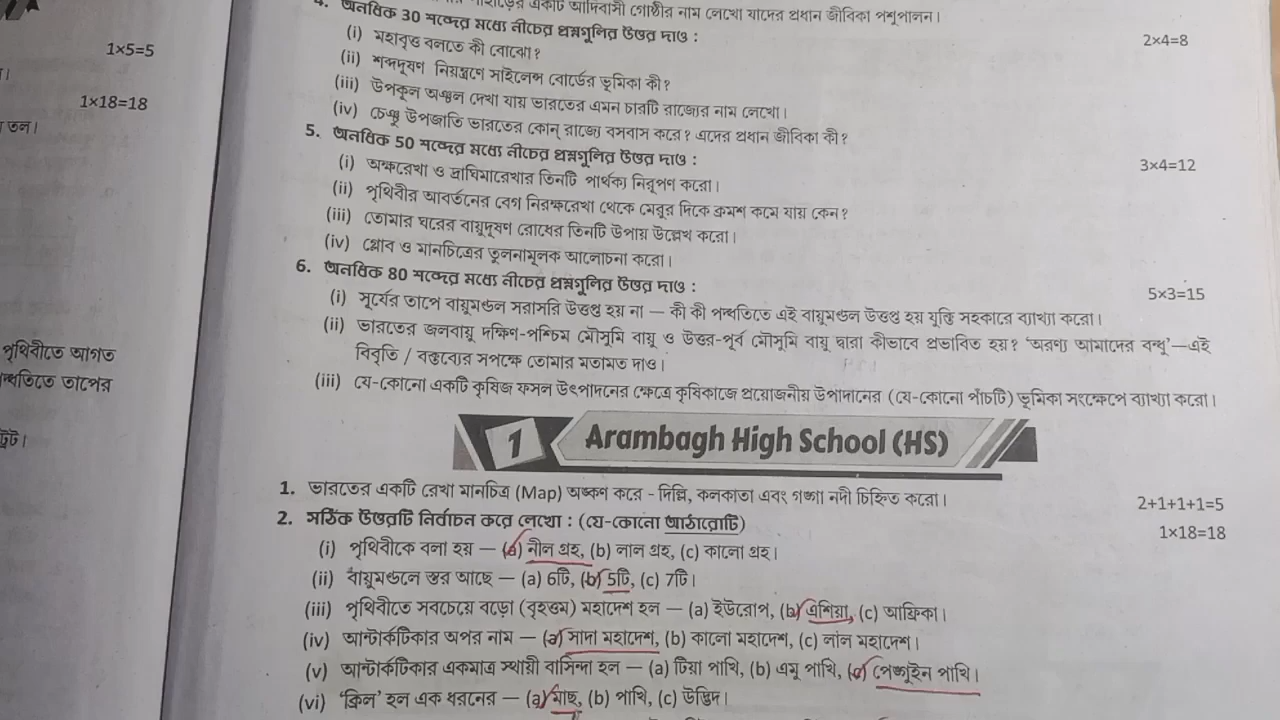 একটি আদিবাসী গোষ্ঠীর নাম লেখো যাদের প্রধান জীবিকা পশুপালন।
4. অনধিক 30 শব্দের মধ্যে নীচের প্রশ্নগুলির উত্তর দাও : 2×4=8
(i) মহাবৃত্ত বলতে কী বোঝো?
(ii) শব্দদূষণ নিয়ন্ত্রণে সাইলেন্স বোর্ডের ভূমিকা কী?
(iii) উপকূল অঞ্চল দেখা যায় ভারতের এমন চারটি রাজ্যের নাম লেখো।
(iv) চেঞ্চু উপজাতি ভারতের কোন্ রাজ্যে বসবাস করে? এদের প্রধান জীবিকা কী?
5. অনধিক 50 শব্দের মধ্যে নীচের প্রশ্নগুলির উত্তর দাও : 3×4=12
(i) অক্ষরেখা ও দ্রাঘিমারেখার তিনটি পার্থক্য নিরূপণ করো।
(ii) পৃথিবীর আবর্তনের বেগ নিরক্ষরেখা থেকে মেরুর দিকে ক্রমশ কমে যায় কেন?
(iii) তোমার ঘরের বায়ুদূষণ রোধের তিনটি উপায় উল্লেখ করো।
(iv) গ্লোব ও মানচিত্রের তুলনামূলক আলোচনা করো।
6. অনধিক 80 শব্দের মধ্যে নীচের প্রশ্নগুলির উত্তর দাও : 5×3=15
(i) সূর্যের তাপে বায়ুমণ্ডল সরাসরি উত্তপ্ত হয় না — কী কী পদ্ধতিতে এই বায়ুমণ্ডল উত্তপ্ত হয় যুক্তি সহকারে ব্যাখ্যা করো।
(ii) ভারতের জলবায়ু দক্ষিণ-পশ্চিম মৌসুমি বায়ু ও উত্তর-পূর্ব মৌসুমি বায়ু দ্বারা কীভাবে প্রভাবিত হয়? ‘অরণ্য আমাদের বন্ধু’—এই
বিবৃতি / বক্তব্যের সপক্ষে তোমার মতামত দাও।
(iii) যে-কোনো একটি কৃষিজ ফসল উৎপাদনের ক্ষেত্রে কৃষিকাজে প্রয়োজনীয় উপাদানের (যে-কোনো পাঁচটি) ভূমিকা সংক্ষেপে ব্যাখ্যা করো।
1 Arambagh High School (HS)
1. ভারতের একটি রেখা মানচিত্র (Map) অঙ্কণ করে - দিল্লি, কলকাতা এবং গঙ্গা নদী চিহ্নিত করো। 2+1+1+1=5
2. সঠিক উত্তরটি নির্বাচন করে লেখো : (যে-কোনো আঠারোটি) 1×18=18
(i) পৃথিবীকে বলা হয় — (a) নীল গ্রহ, (b) লাল গ্রহ, (c) কালো গ্রহ।
(ii) বায়ুমণ্ডলে স্তর আছে — (a) 6টি, (b) 5টি, (c) 7টি।
(iii) পৃথিবীতে সবচেয়ে বড়ো (বৃহত্তম) মহাদেশ হল — (a) ইউরোপ, (b) এশিয়া, (c) আফ্রিকা।
(iv) আন্টার্কটিকার অপর নাম — (a) সাদা মহাদেশ, (b) কালো মহাদেশ, (c) লাল মহাদেশ।
(v) আন্টার্কটিকার একমাত্র স্থায়ী বাসিন্দা হল — (a) টিয়া পাখি, (b) এমু পাখি, (c) পেঙ্গুইন পাখি।
(vi) ‘ক্রিল’ হল এক ধরনের — (a) মাছ, (b) পাখি, (c) উদ্ভিদ।
1×5=5
1×18=18
তল।
পৃথিবীতে আগত
তাপের